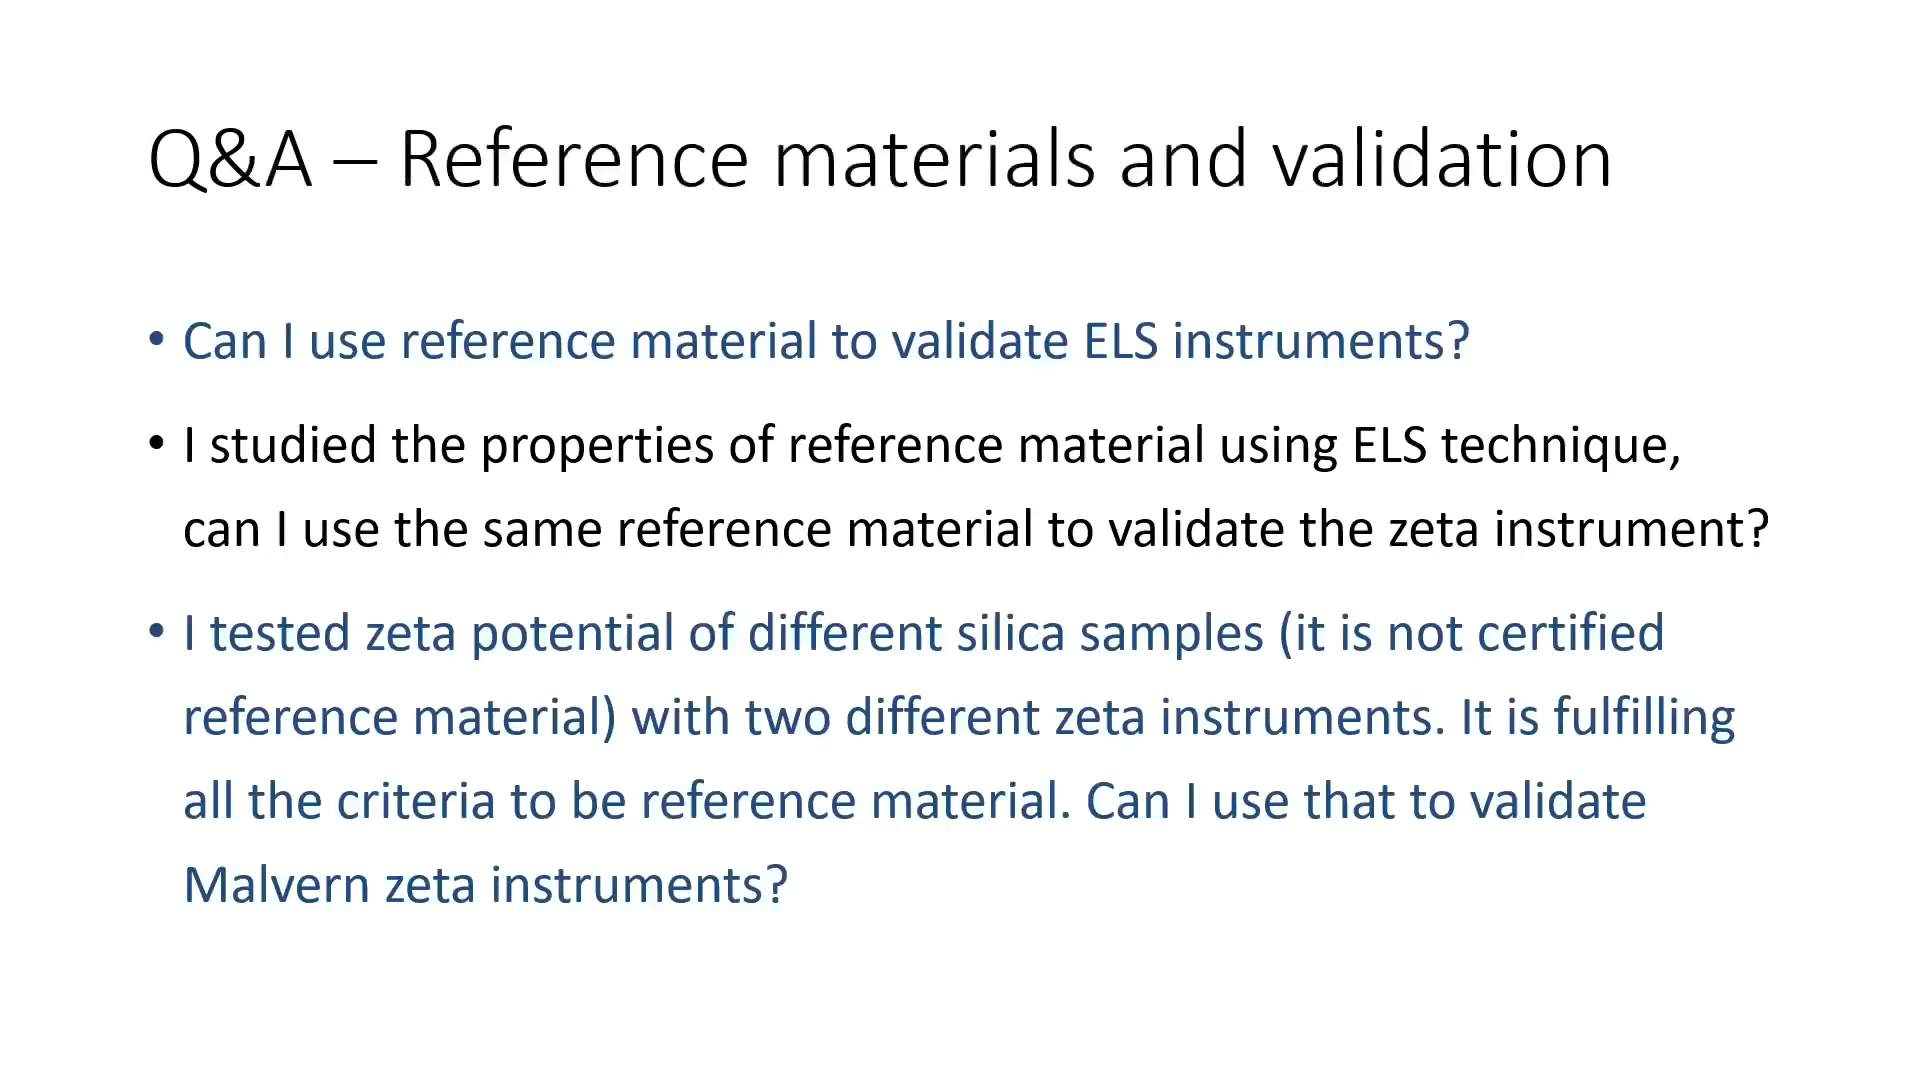 Q&A – Reference materials and validation
• Can I use reference material to validate ELS instruments?
• I studied the properties of reference material using ELS technique,
can I use the same reference material to validate the zeta instrument?
• I tested zeta potential of different silica samples (it is not certified
reference material) with two different zeta instruments. It is fulfilling
all the criteria to be reference material. Can I use that to validate
Malvern zeta instruments?